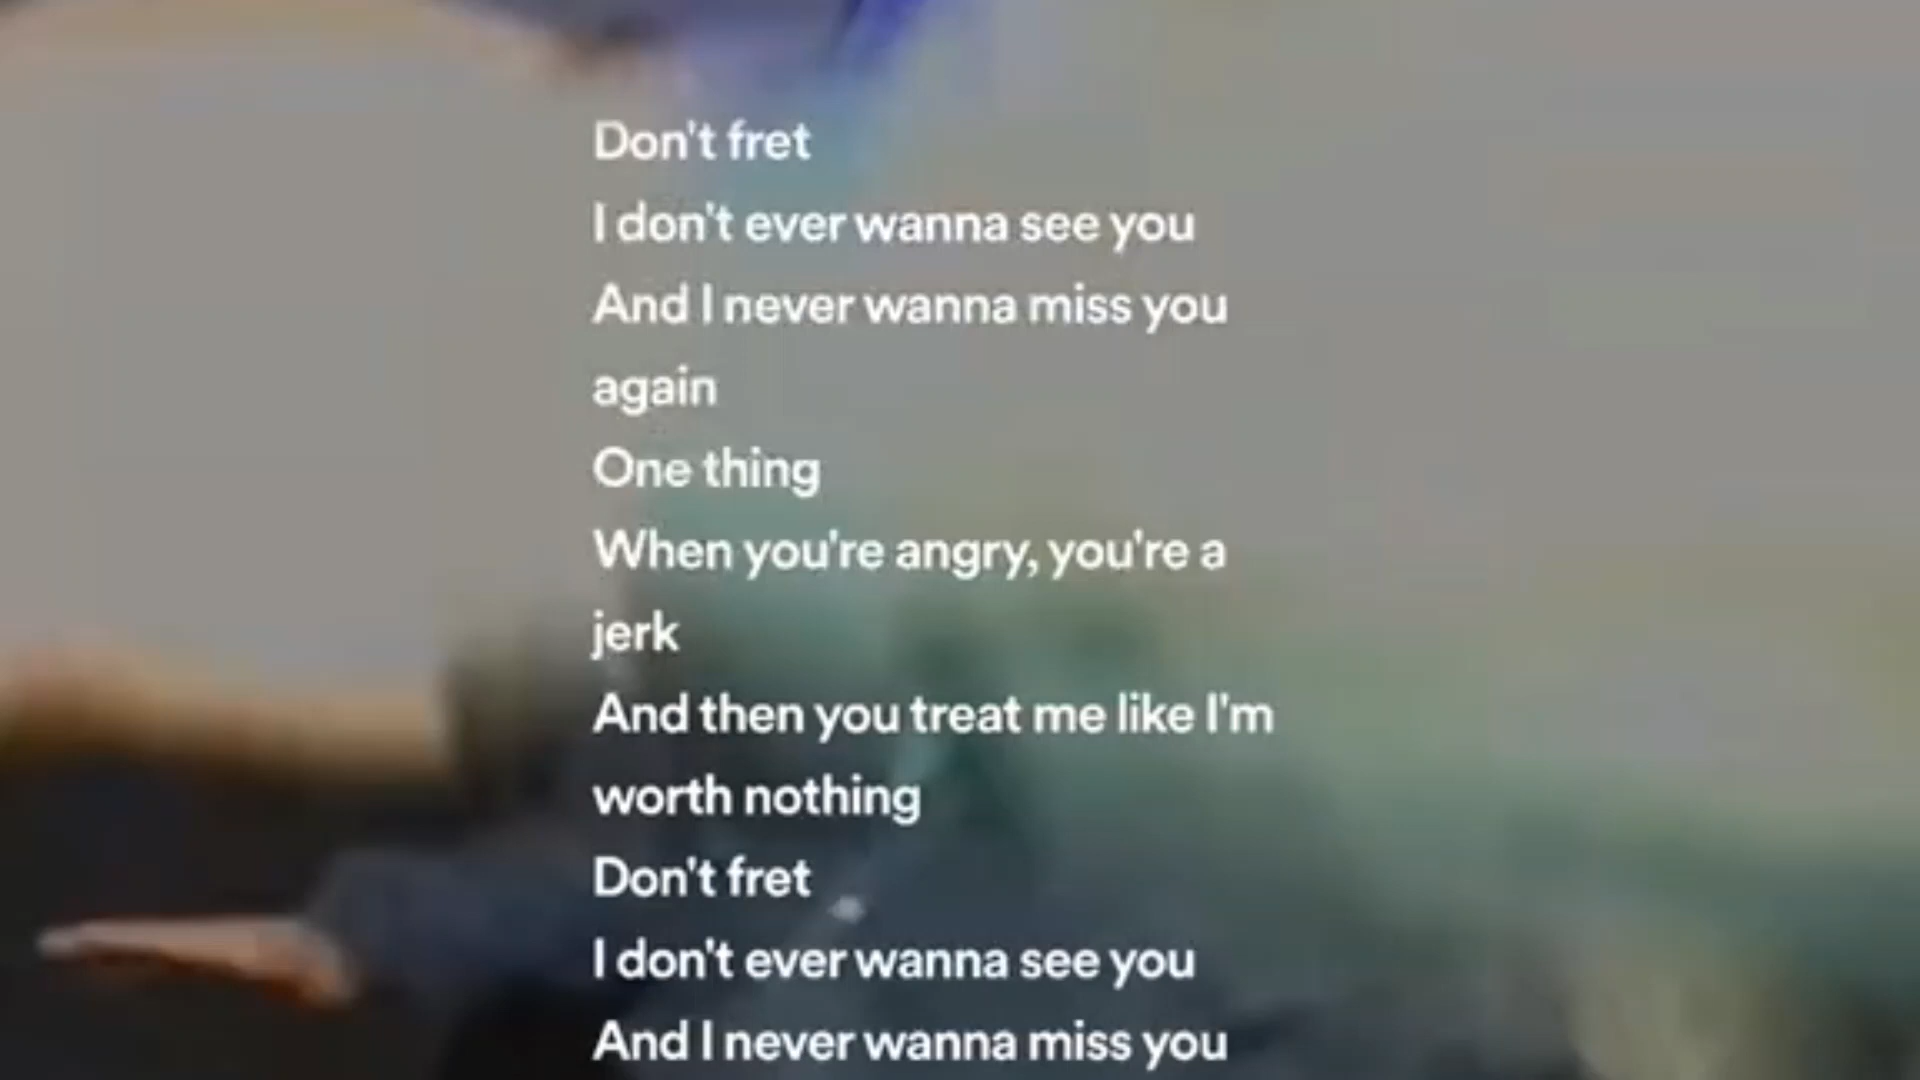 Don't fret
I don't ever wanna see you
And I never wanna miss you
again
One thing
When you're angry, you're a
jerk
And then you treat me like I'm
worth nothing
Don't fret
I don't ever wanna see you
And I never wanna miss you